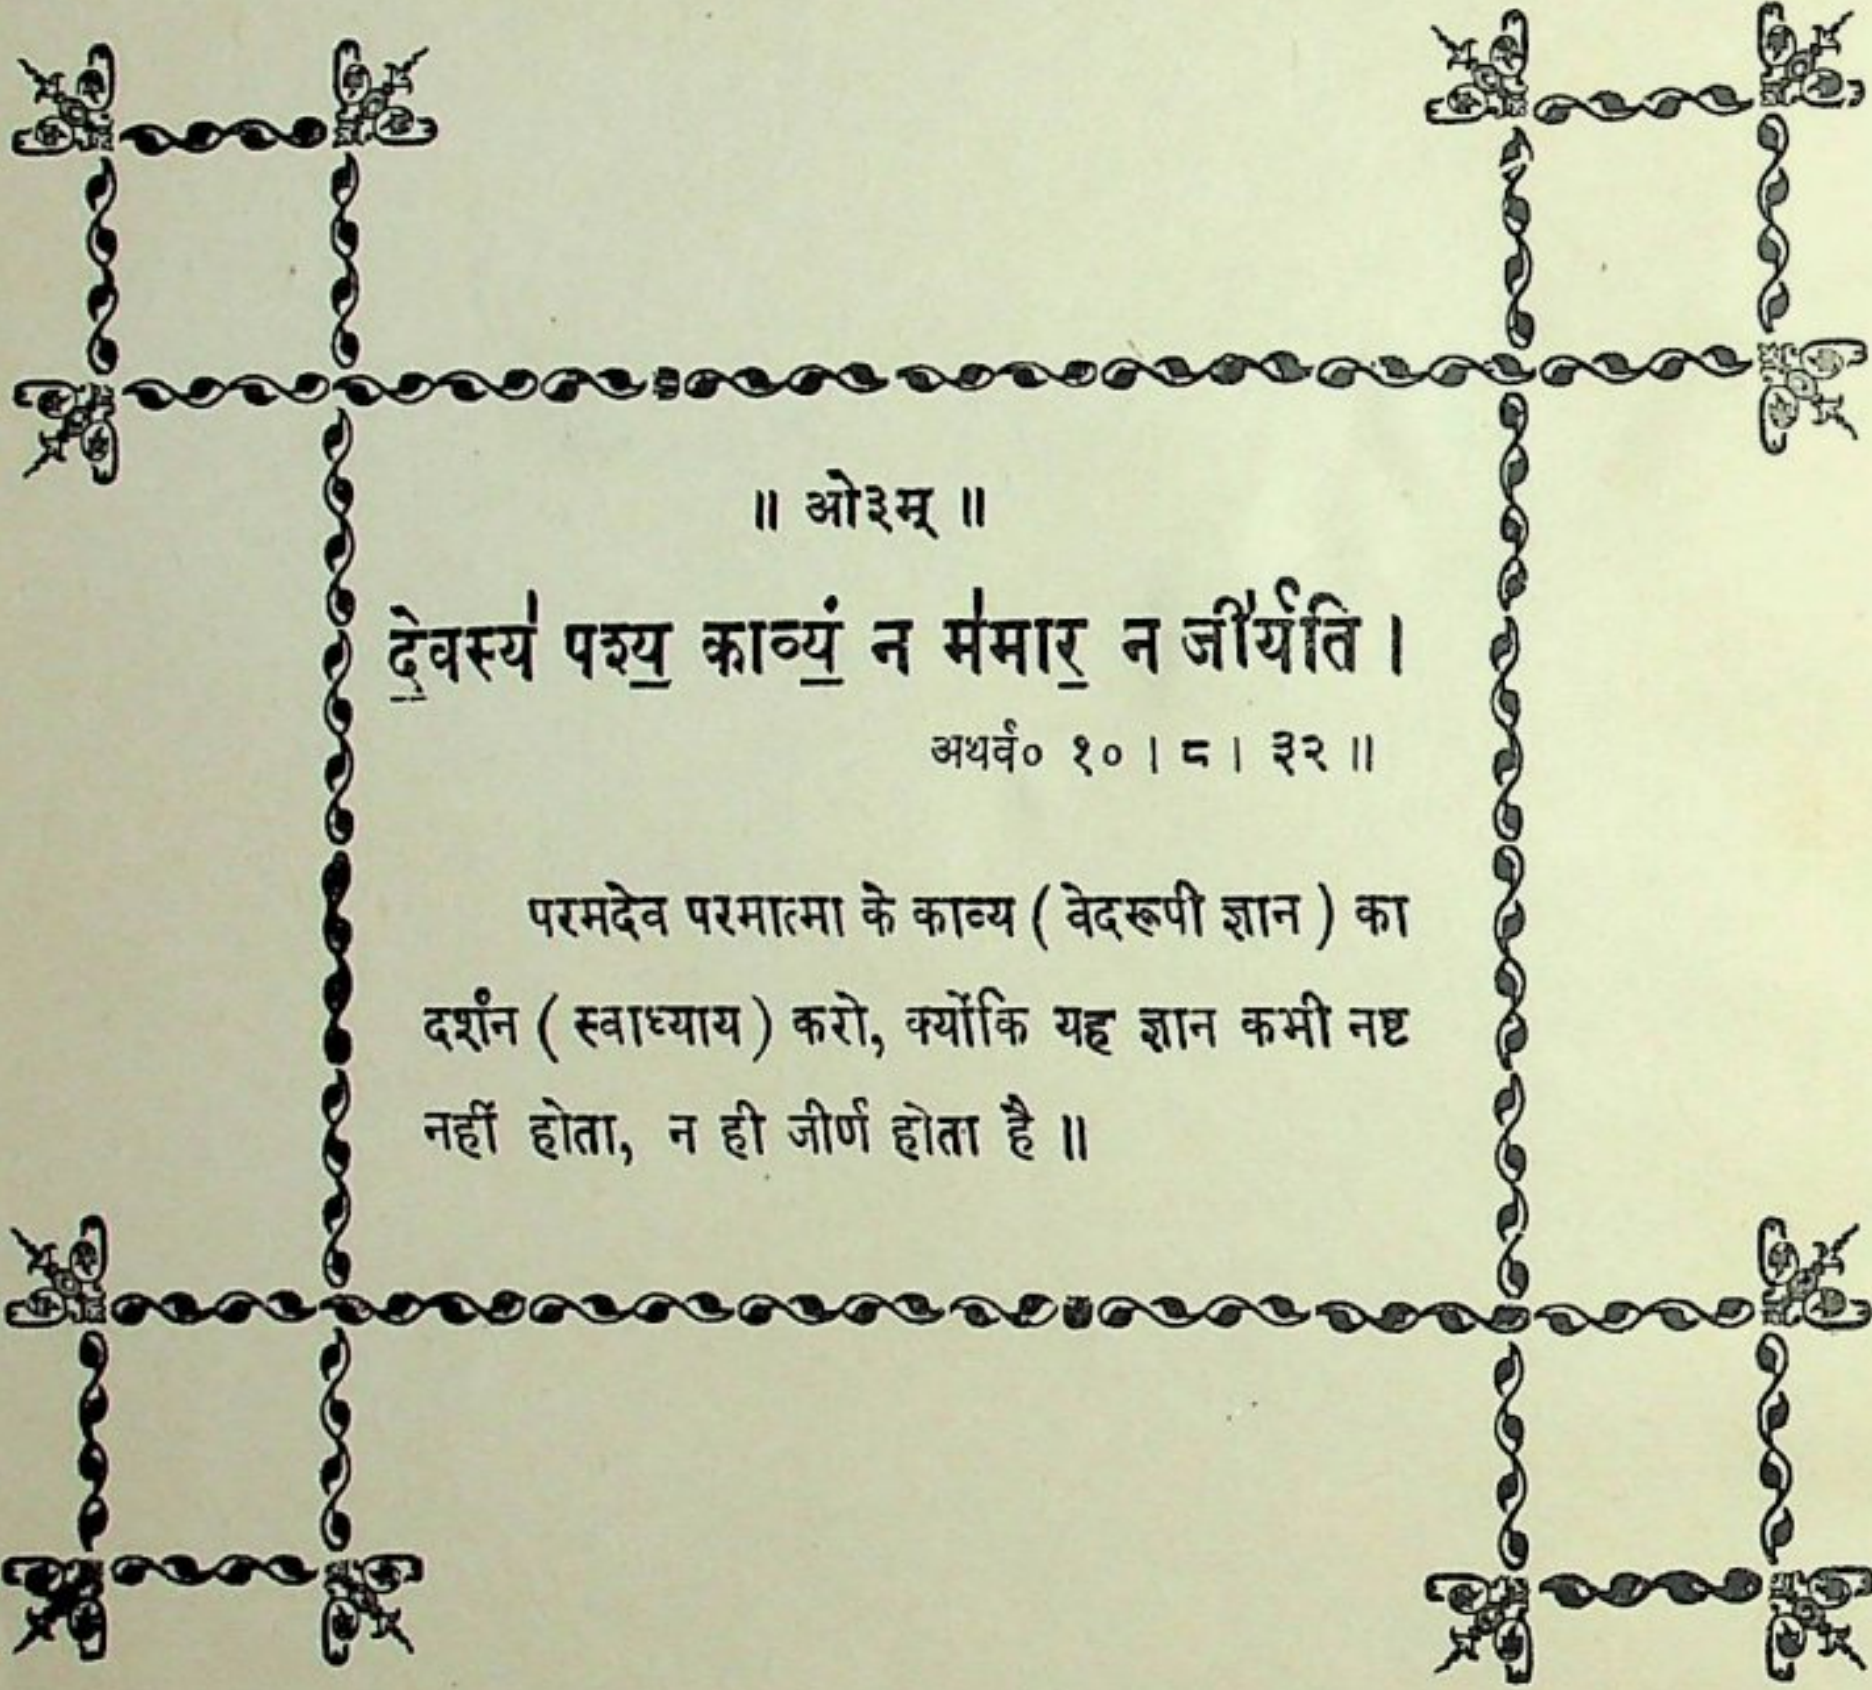 ॥ ओ३म् ॥
दे॒वस्य॑ पश्य॒ काव्यं॒ न म॑मार॒ न जी॑र्यति ।
अथर्व० १० । ८ । ३२ ॥
परमदेव परमात्मा के काव्य ( वेदरूपी ज्ञान ) का
दर्शन ( स्वाध्याय ) करो, क्योंकि यह ज्ञान कभी नष्ट
नहीं होता, न ही जीर्ण होता है ॥